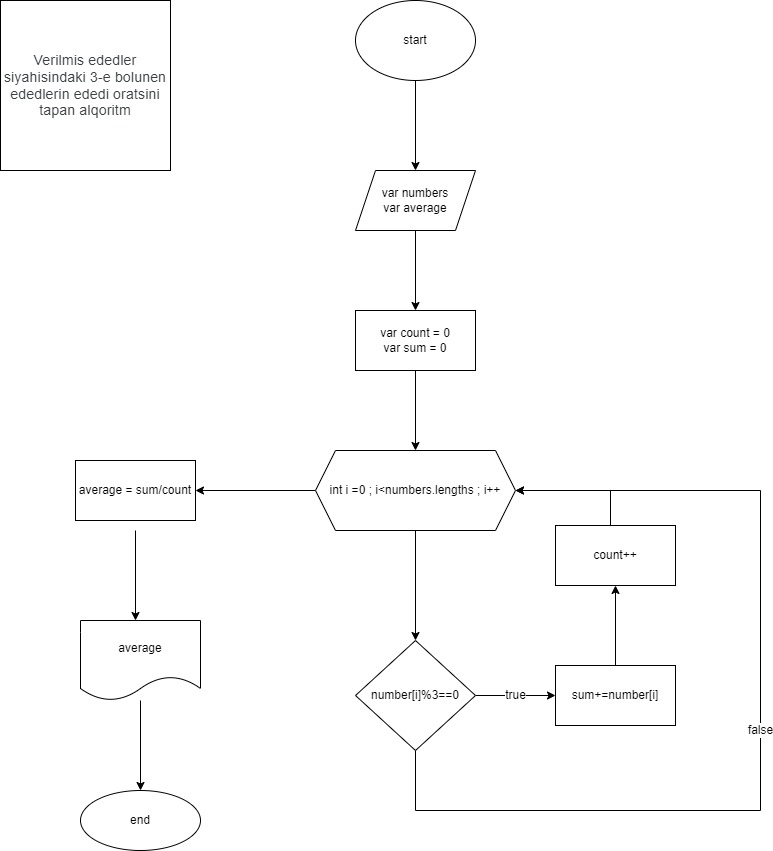 Verilmis ededler
siyahisindaki 3-e bolunen
ededlerin ededi oratsini
tapan alqoritm
start
var numbers
var average
var count = 0
var sum = 0
int i =0 ; i<numbers.lengths ; i++
average = sum/count
count++
average
number[i]%3==0
true
sum+=number[i]
false
end